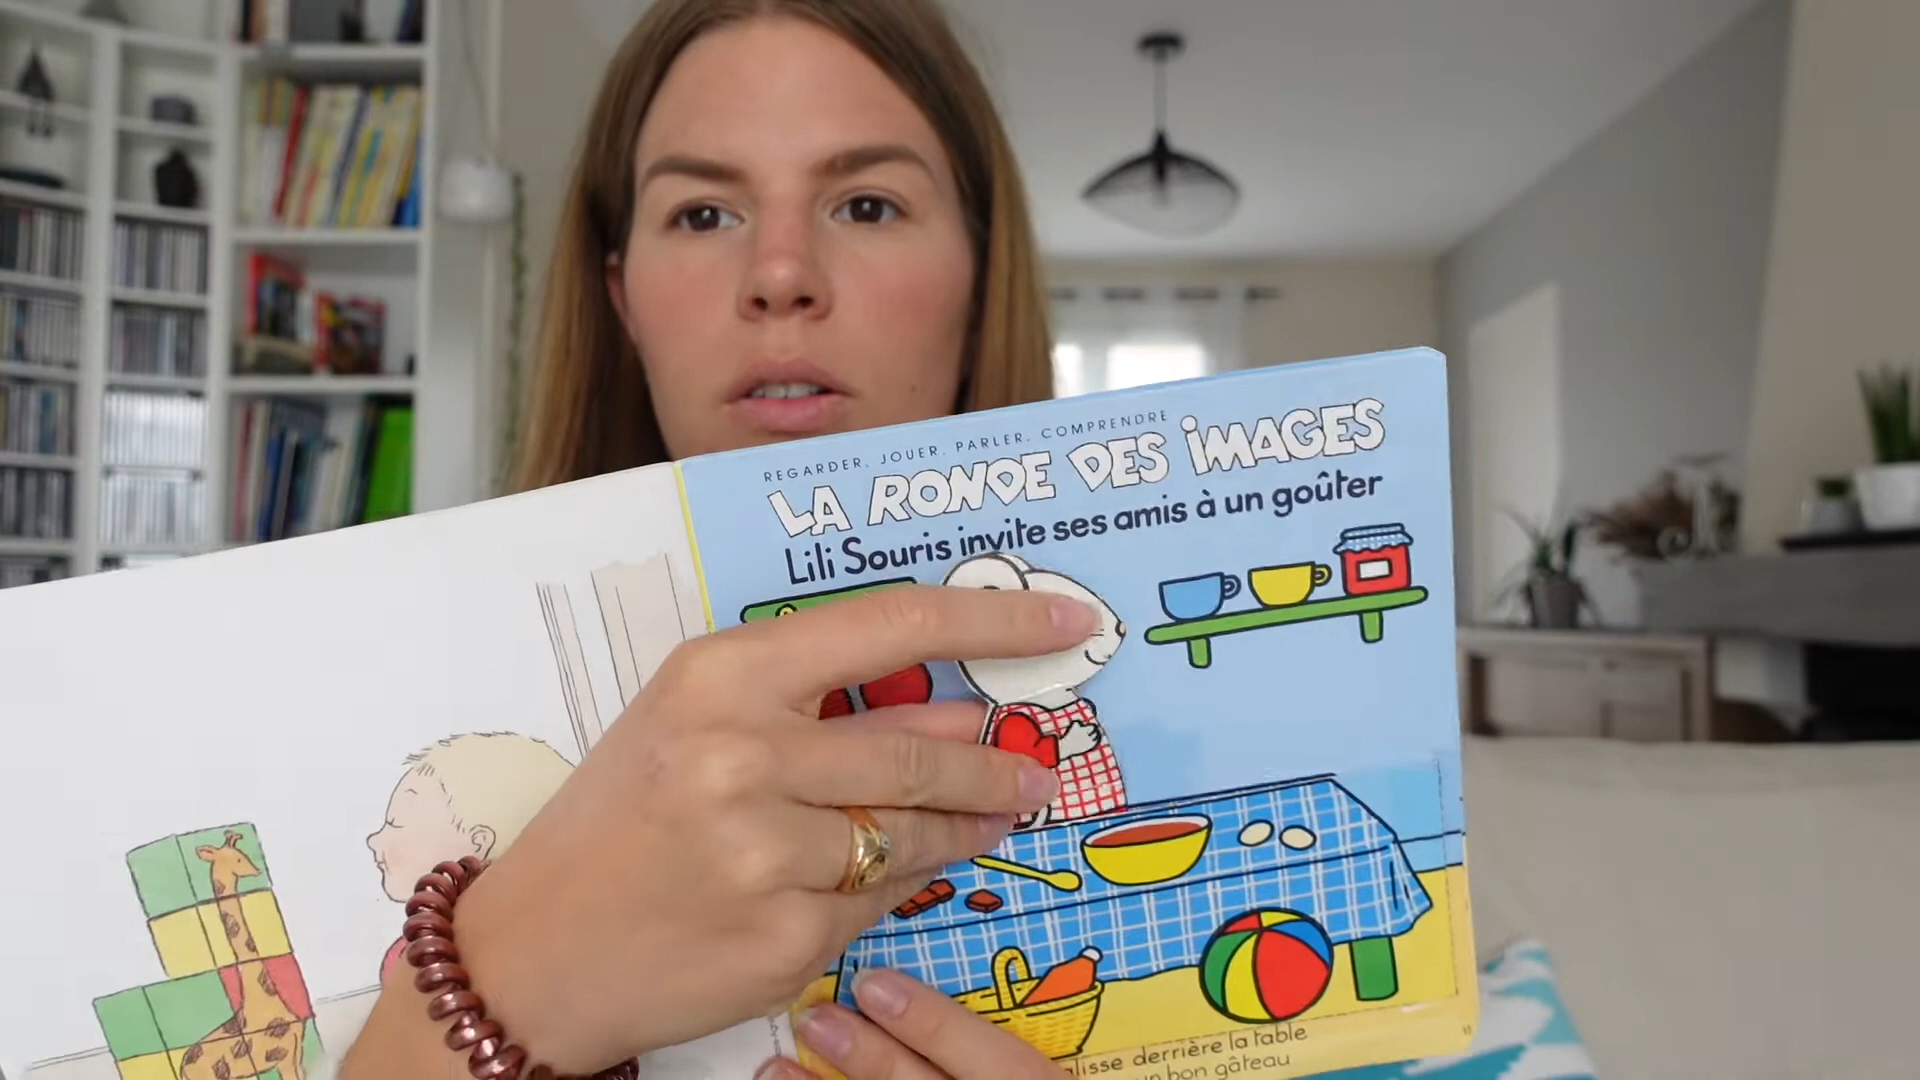 REGARDER. JOUER. PARLER. COMPRENDRE
LA RONDE DES IMAGES
Lili Souris invite ses amis à un goûter
glisse derrière la table
un bon gâteau